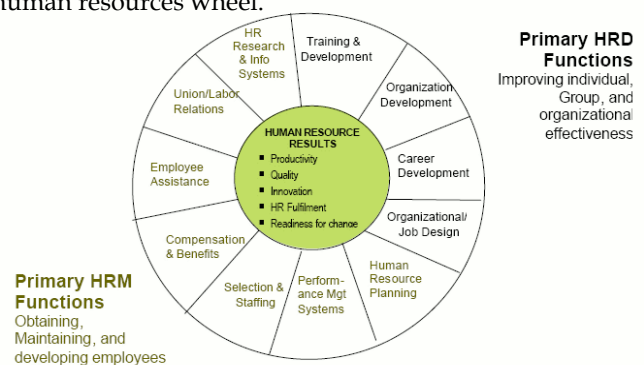 human resources wheel.
HR
Research
& Info
Systems
Training &
Development
Organization
Development
Career
Development
Organizational/
Job Design
Human
Resource
Planning
Perform-
ance Mgt
Systems
Selection &
Staffing
Compensation
& Benefits
Employee
Assistance
Union/Labor
Relations
HUMAN RESOURCE
RESULTS
▪ Productivity
▪ Quality
▪ Innovation
▪ HR Fulfilment
▪ Readiness for change
Primary HRD
Functions
Improving individual,
Group, and
organizational
effectiveness
Primary HRM
Functions
Obtaining,
Maintaining, and
developing employees